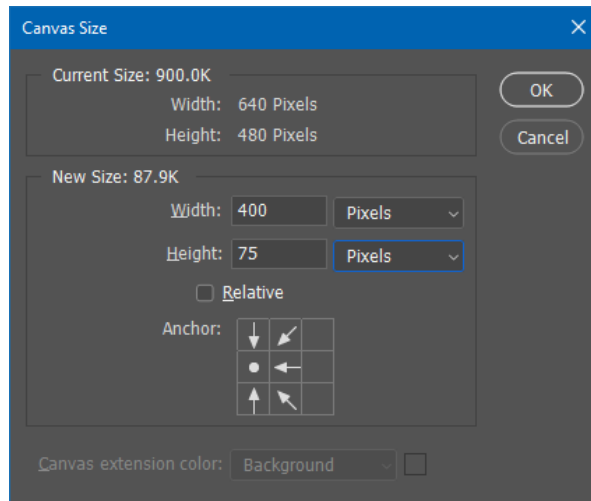 Canvas Size
Current Size: 900.0K
Width: 640 Pixels
Height: 480 Pixels
OK
Cancel
New Size: 87.9K
Width: 400 Pixels
Height: 75 Pixels
Relative
Anchor:
Canvas extension color: Background